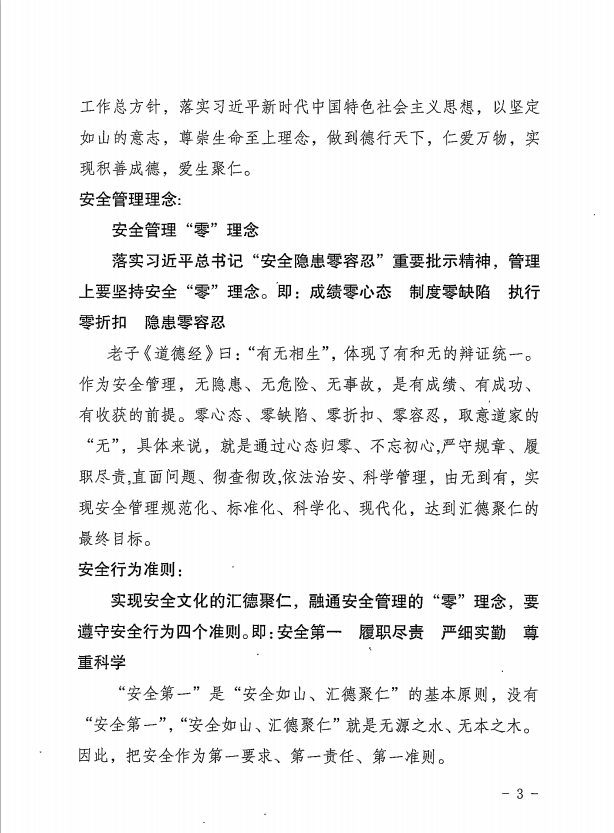 工作总方针，落实习近平新时代中国特色社会主义思想，以坚定
如山的意志，尊崇生命至上理念，做到德行天下，仁爱万物，实
现积善成德，爱生聚仁。
安全管理理念:
安全管理“零”理念
落实习近平总书记“安全隐患零容忍”重要批示精神，管理
上要坚持安全“零”理念。即：成绩零心态　制度零缺陷　执行
零折扣　隐患零容忍
老子《道德经》曰：“有无相生”，体现了有和无的辩证统一。
作为安全管理，无隐患、无危险、无事故，是有成绩、有成功、
有收获的前提。零心态、零缺陷、零折扣、零容忍，取意道家的
“无”，具体来说，就是通过心态归零、不忘初心,严守规章、履
职尽责,直面问题、彻查彻改,依法治安、科学管理，由无到有，实
现安全管理规范化、标准化、科学化、现代化，达到汇德聚仁的
最终目标。
安全行为准则：
实现安全文化的汇德聚仁，融通安全管理的“零”理念，要
遵守安全行为四个准则。即：安全第一　履职尽责　严细实勤　尊
重科学
“安全第一”是“安全如山、汇德聚仁”的基本原则，没有
“安全第一”，“安全如山、汇德聚仁”就是无源之水、无本之木。
因此，把安全作为第一要求、第一责任、第一准则。
- 3 -